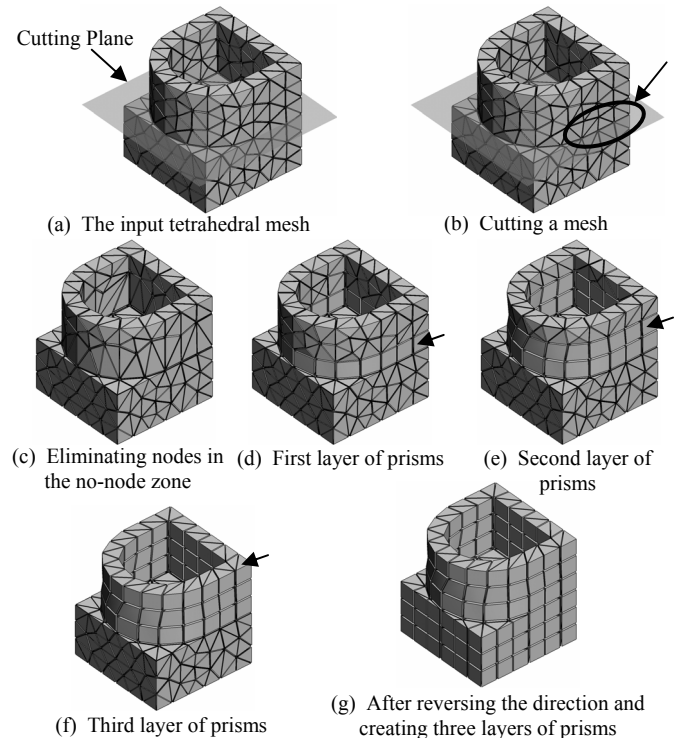 Cutting Plane
(a) The input tetrahedral mesh
(b) Cutting a mesh
(c) Eliminating nodes in
the no-node zone
(d) First layer of prisms
(e) Second layer of
prisms
(f) Third layer of prisms
(g) After reversing the direction and
creating three layers of prisms